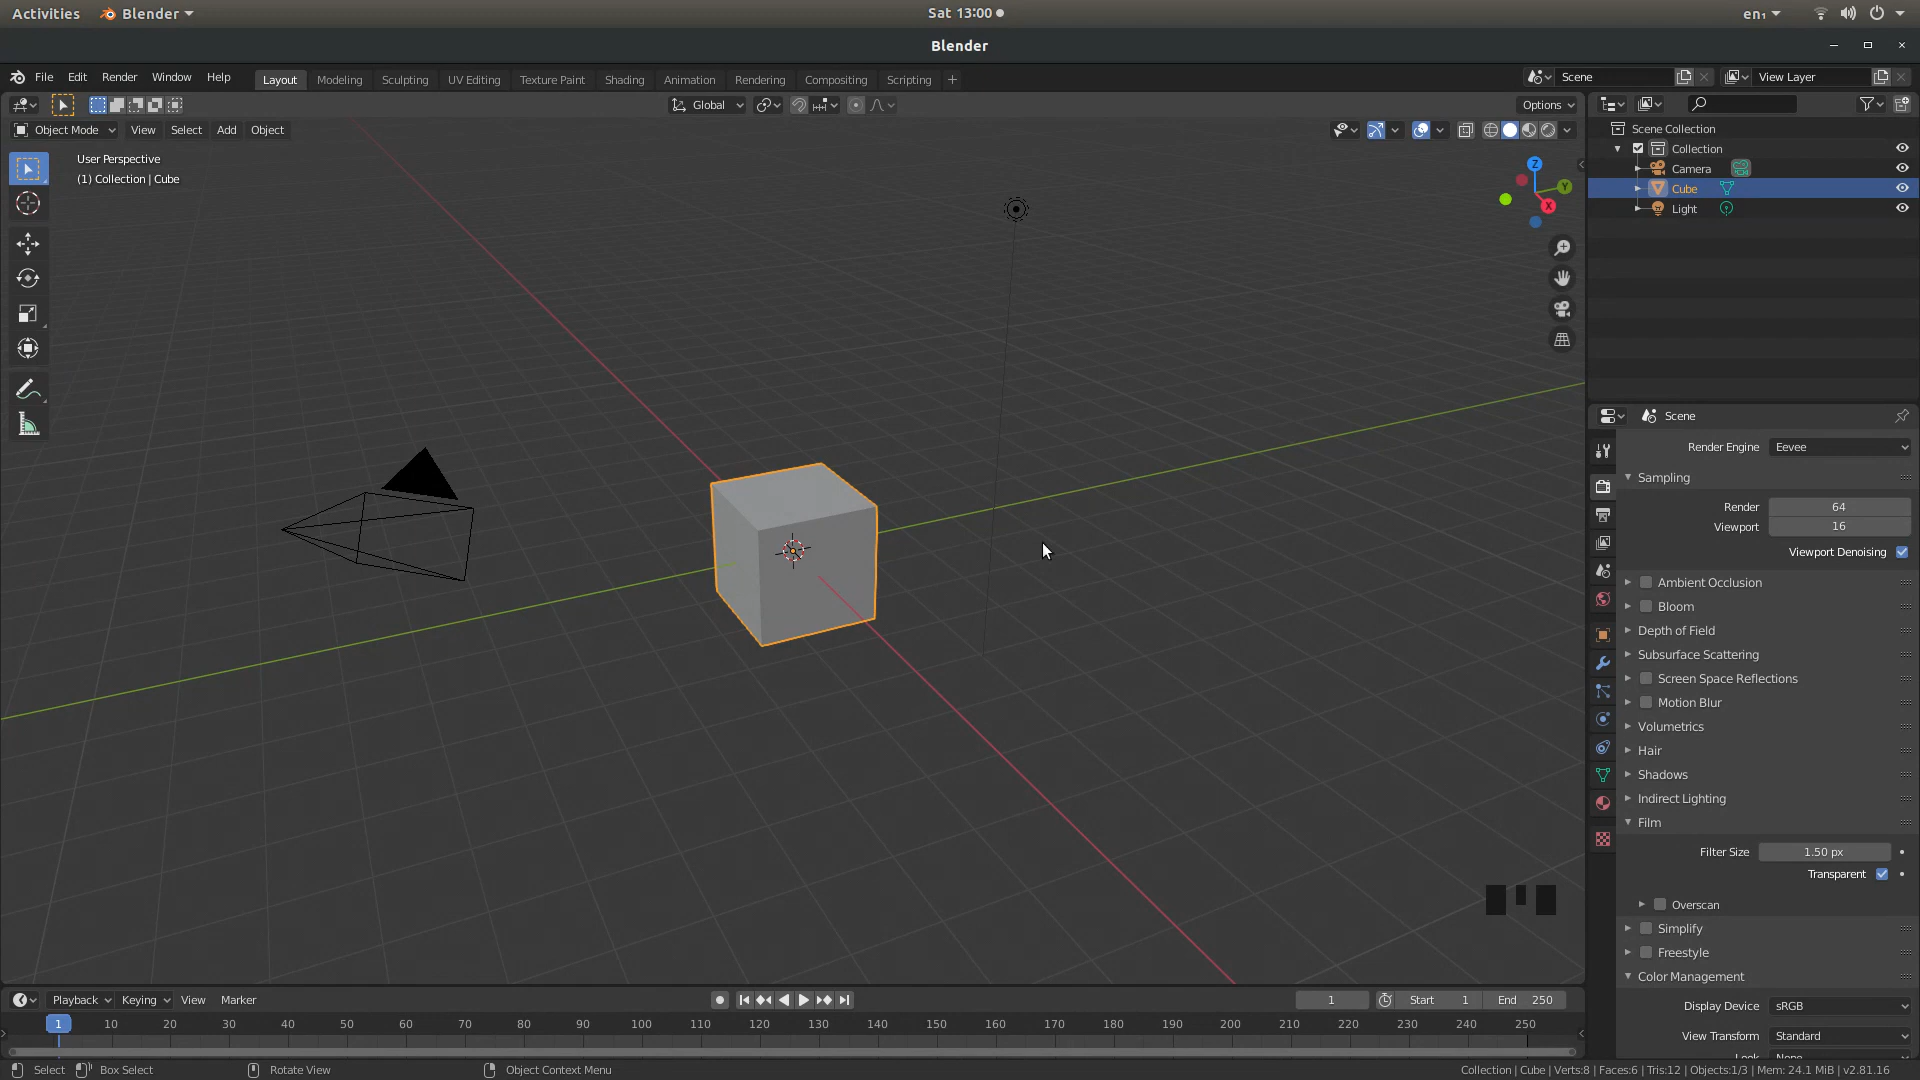 Activities Blender Sat 13:00 en₁
Blender
File Edit Render Window Help Layout Modeling Sculpting UV Editing Texture Paint Shading Animation Rendering Compositing Scripting + Scene View Layer
Global Options
Object Mode View Select Add Object
User Perspective
(1) Collection | Cube
Z
Y
X
Scene Collection
Collection
Camera
Cube
Light
Scene
Render Engine Eevee
Sampling
Render 64
Viewport 16
Viewport Denoising
Ambient Occlusion
Bloom
Depth of Field
Subsurface Scattering
Screen Space Reflections
Motion Blur
Volumetrics
Hair
Shadows
Indirect Lighting
Film
Filter Size 1.50 px
Transparent
Overscan
Simplify
Freestyle
Color Management
Display Device sRGB
View Transform Standard
Look None
Playback Keying View Marker 1 Start 1 End 250
1 10 20 30 40 50 60 70 80 90 100 110 120 130 140 150 160 170 180 190 200 210 220 230 240 250
Select Box Select Rotate View Object Context Menu Collection | Cube | Verts:8 | Faces:6 | Tris:12 | Objects:1/3 | Mem: 24.1 MiB | v2.81.16